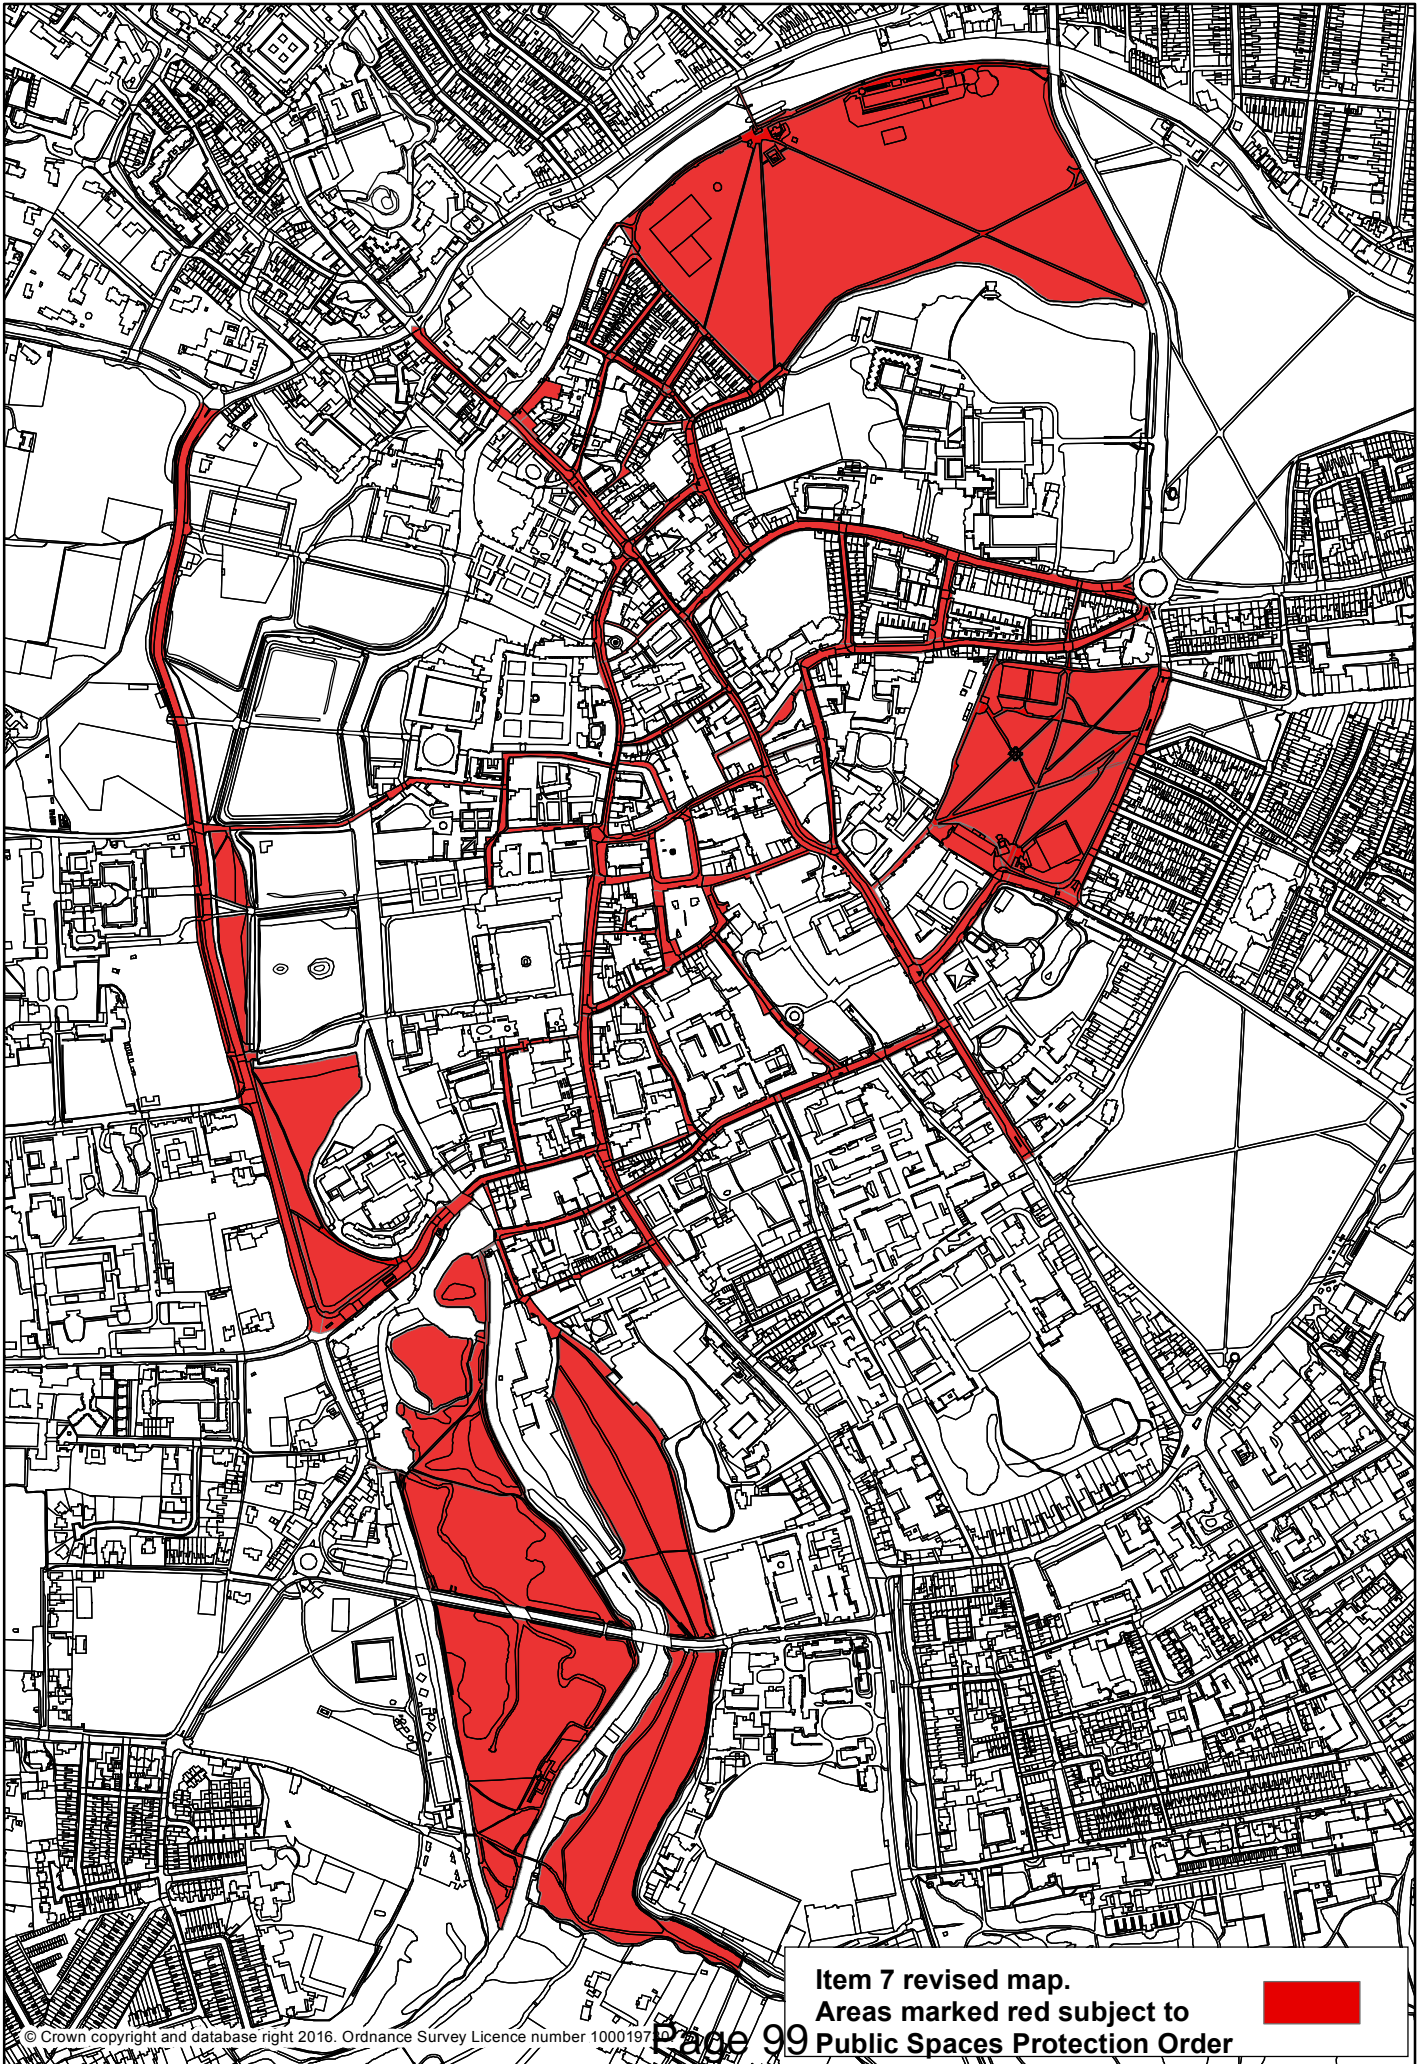 Item 7 revised map.
Areas marked red subject to
Public Spaces Protection Order
© Crown copyright and database right 2016. Ordnance Survey Licence number
Page 99